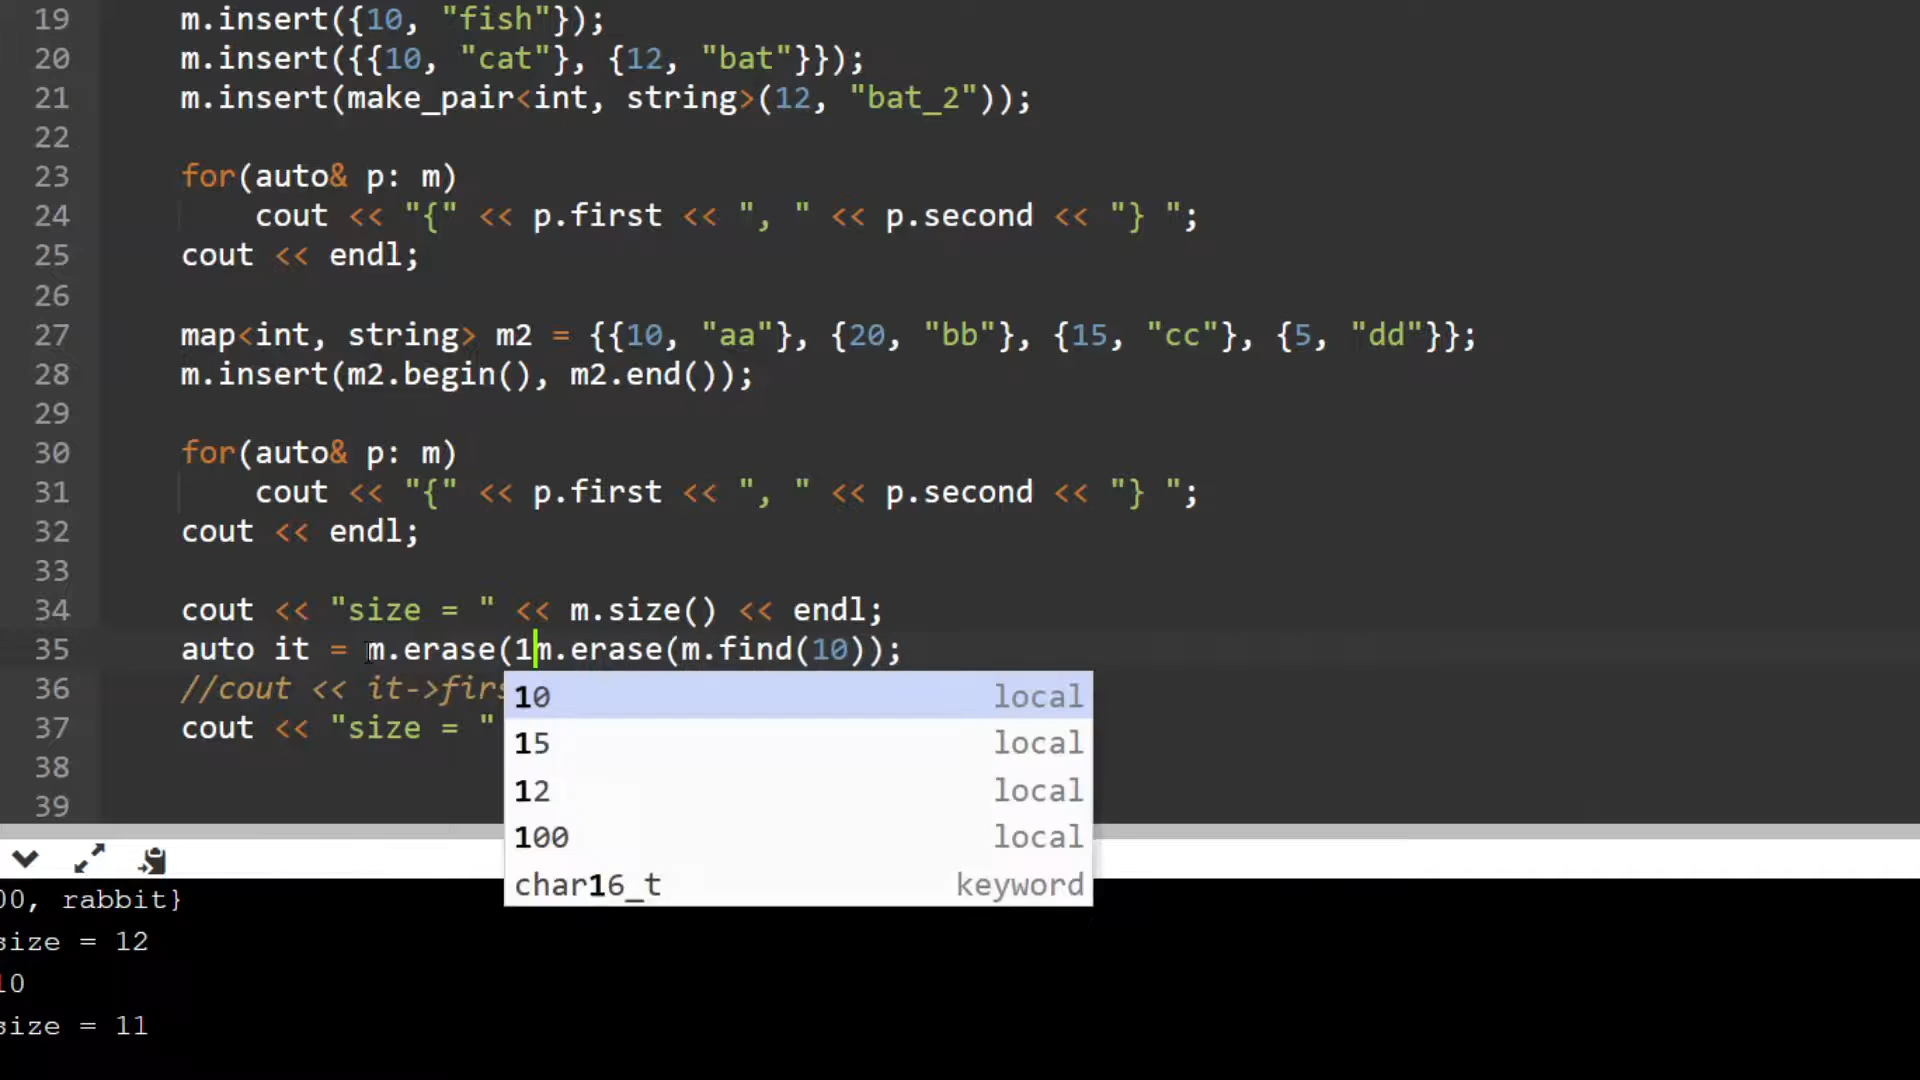 19 m.insert({10, "fish"});
20 m.insert({{10, "cat"}, {12, "bat"}});
21 m.insert(make_pair<int, string>(12, "bat_2"));
22
23 for(auto& p: m)
24 cout << "{" << p.first << ", " << p.second << "} ";
25 cout << endl;
26
27 map<int, string> m2 = {{10, "aa"}, {20, "bb"}, {15, "cc"}, {5, "dd"}};
28 m.insert(m2.begin(), m2.end());
29
30 for(auto& p: m)
31 cout << "{" << p.first << ", " << p.second << "} ";
32 cout << endl;
33
34 cout << "size = " << m.size() << endl;
35 auto it = m.erase(1m.erase(m.find(10));
36 //cout << it->firs
37 cout << "size = "
38
39
10 local
15 local
12 local
100 local
char16_t keyword
00, rabbit}
size = 12
10
size = 11